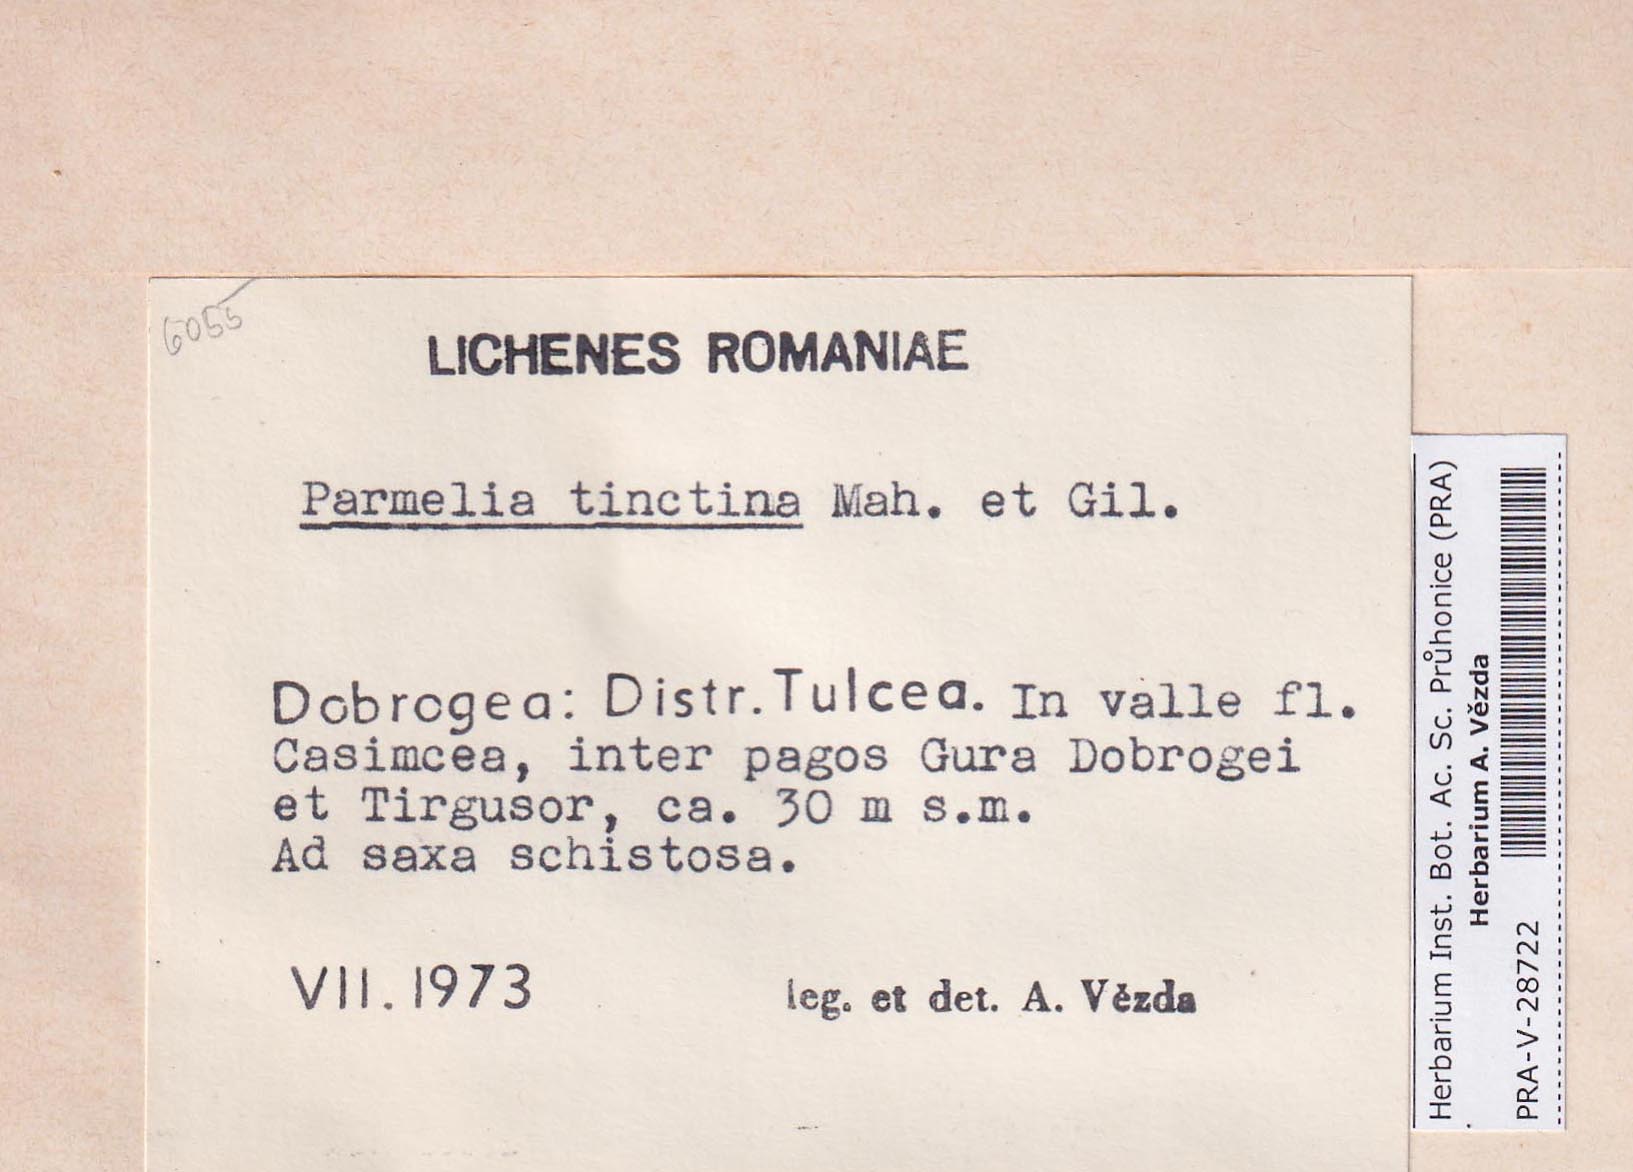 6055
LICHENES ROMANIAE
Parmelia tinctina Mah. et Gil.
Dobrogea: Distr. Tulcea. In valle fl.
Casimcea, inter pagos Gura Dobrogei
et Tirgusor, ca. 30 m s.m.
Ad saxa schistosa.
VII. 1973
leg. et det. A. Vězda
Herbarium Inst. Bot. Ac. Sc. Průhonice (PRA)
Herbarium A. Vězda
PRA-V-28722